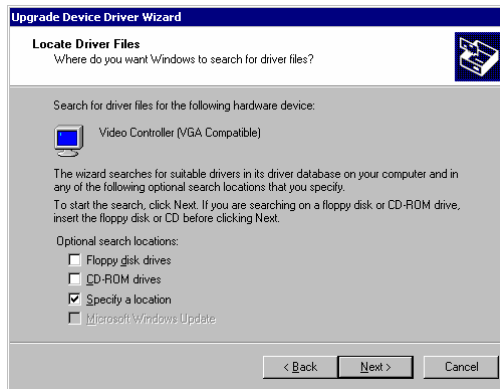 Upgrade Device Driver Wizard
Locate Driver Files
Where do you want Windows to search for driver files?
Search for driver files for the following hardware device:
Video Controller (VGA Compatible)
The wizard searches for suitable drivers in its driver database on your computer and in
any of the following optional search locations that you specify.
To start the search, click Next. If you are searching on a floppy disk or CD-ROM drive,
insert the floppy disk or CD before clicking Next.
Optional search locations:
Floppy disk drives
CD-ROM drives
Specify a location
Microsoft Windows Update
< Back Next > Cancel